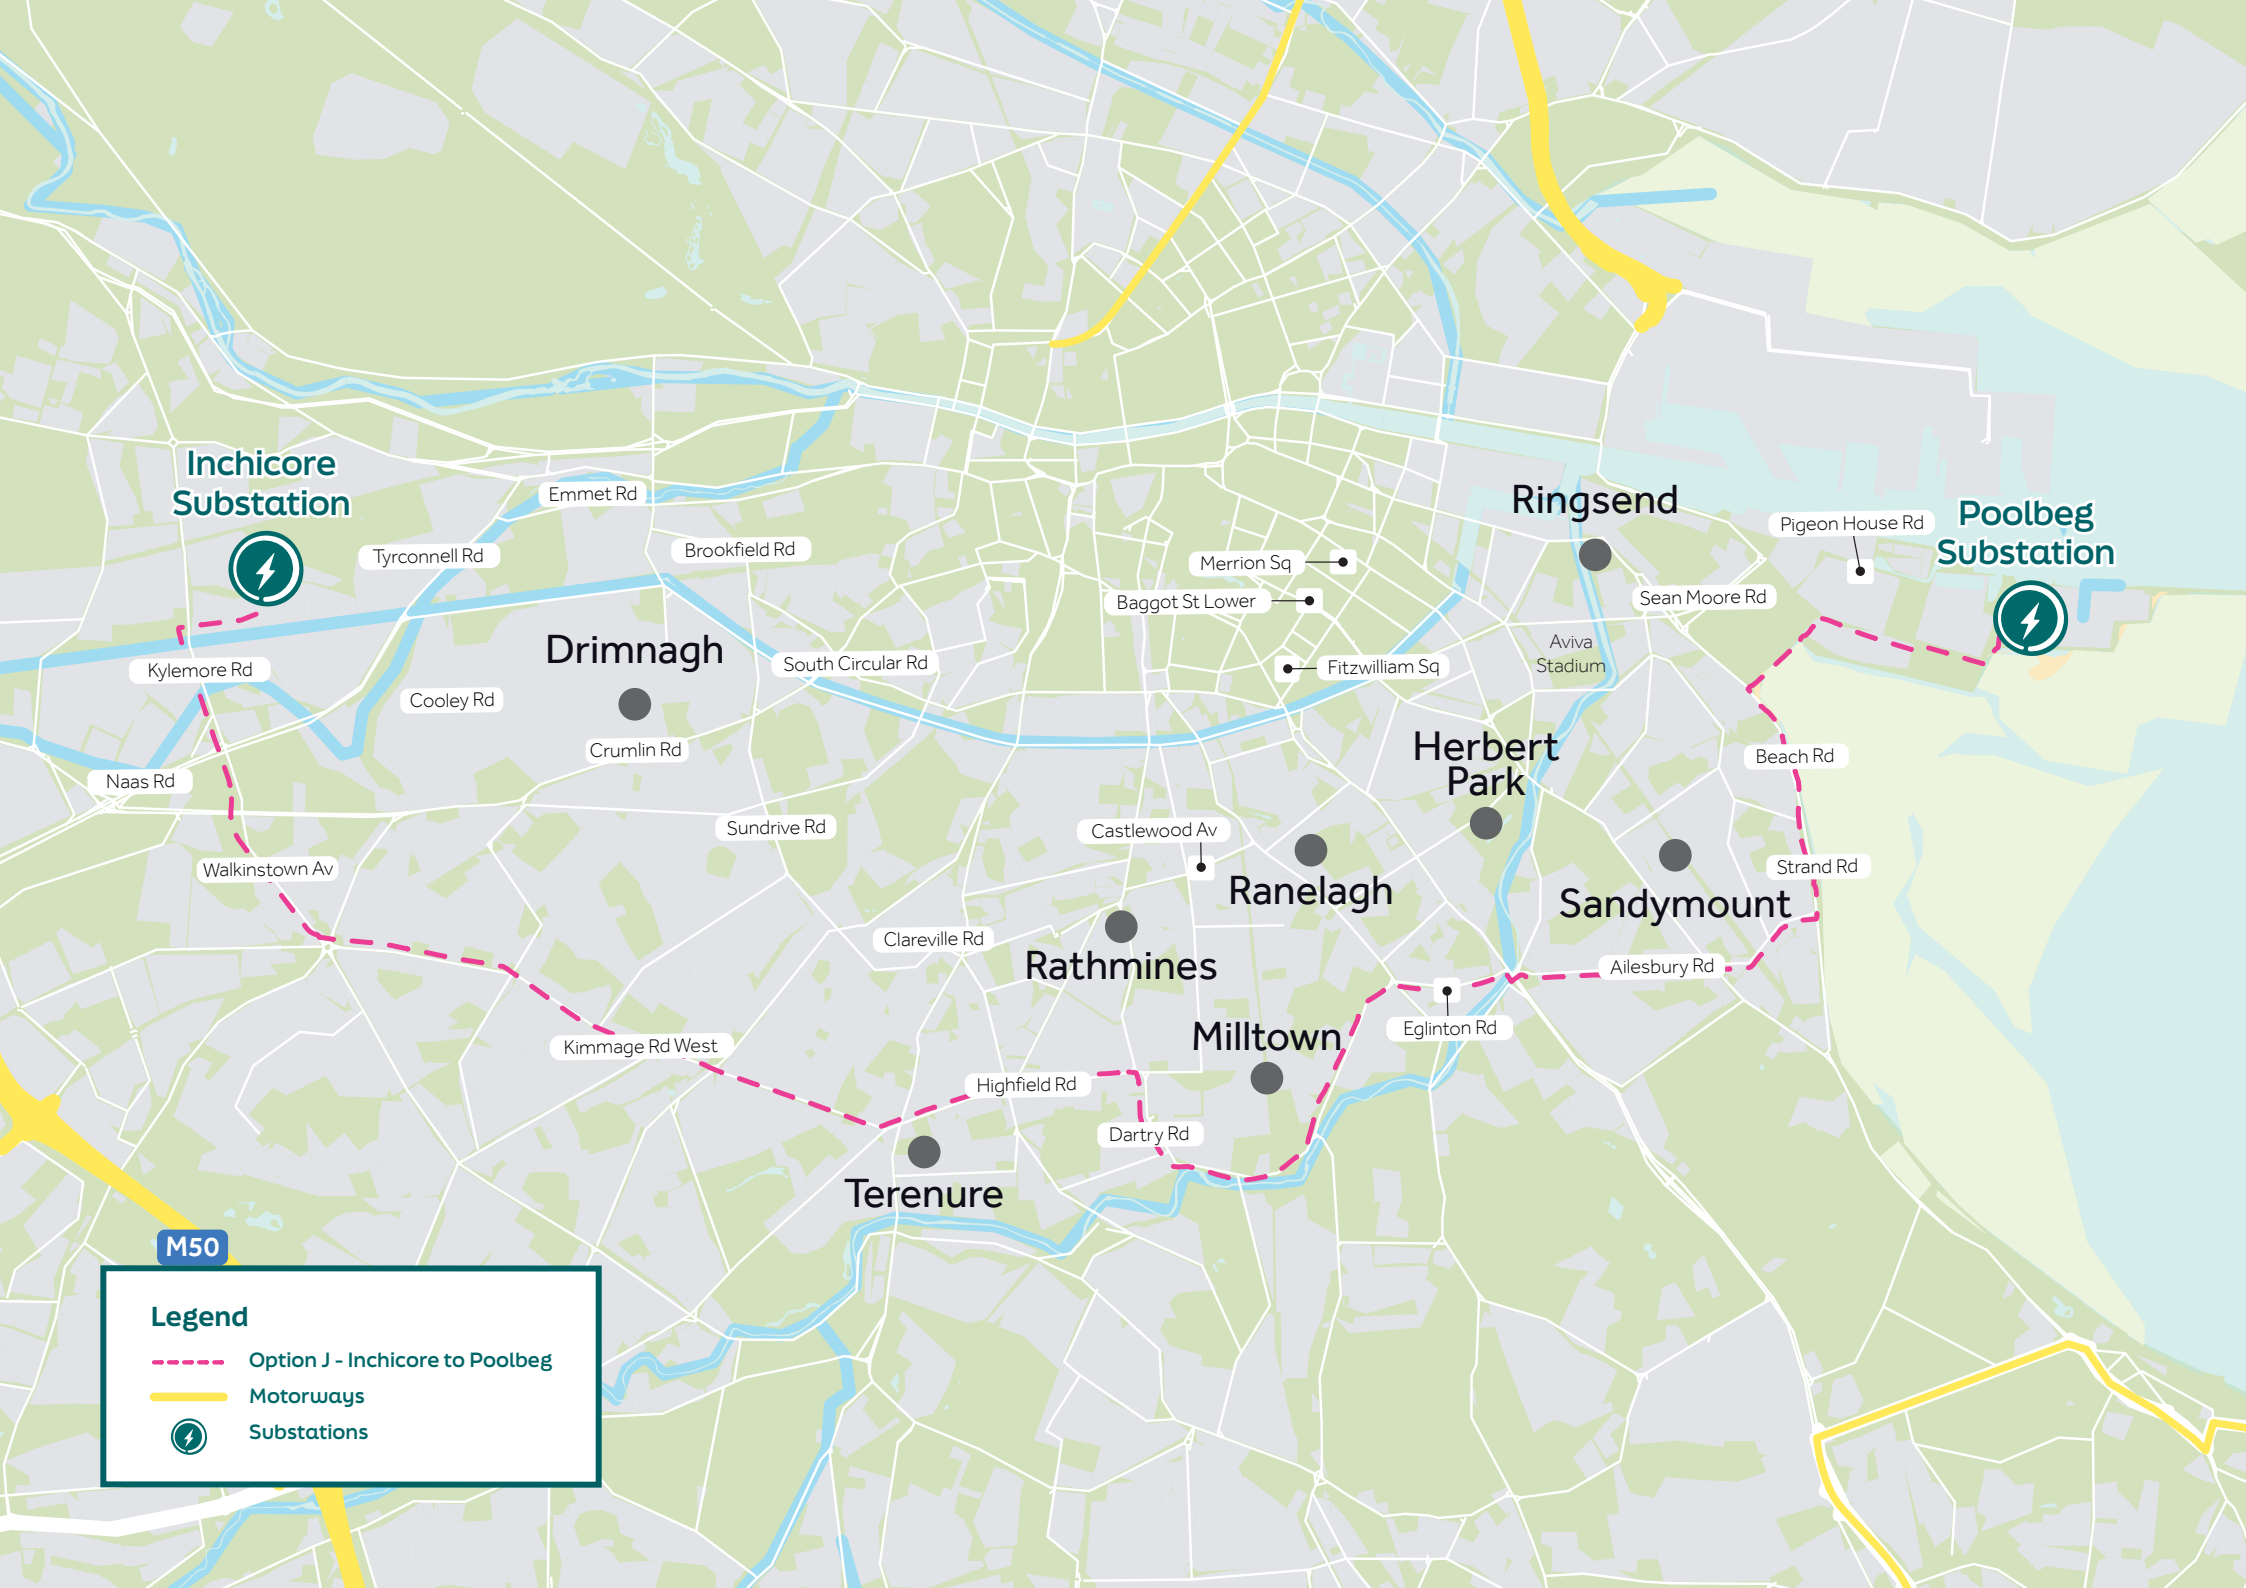 Inchicore
Substation
Emmet Rd
Ringsend
Poolbeg
Substation
Pigeon House Rd
Tyrconnell Rd
Brookfield Rd
Merrion Sq
Baggot St Lower
Sean Moore Rd
Drimnagh
Aviva
Stadium
Kylemore Rd
South Circular Rd
Fitzwilliam Sq
Cooley Rd
Crumlin Rd
Herbert
Park
Beach Rd
Naas Rd
Sundrive Rd
Castlewood Av
Walkinstown Av
Strand Rd
Ranelagh
Sandymount
Clareville Rd
Rathmines
Ailesbury Rd
Milltown
Eglinton Rd
Kimmage Rd West
Highfield Rd
Dartry Rd
Terenure
M50
Legend
Option J - Inchicore to Poolbeg
Motorways
Substations